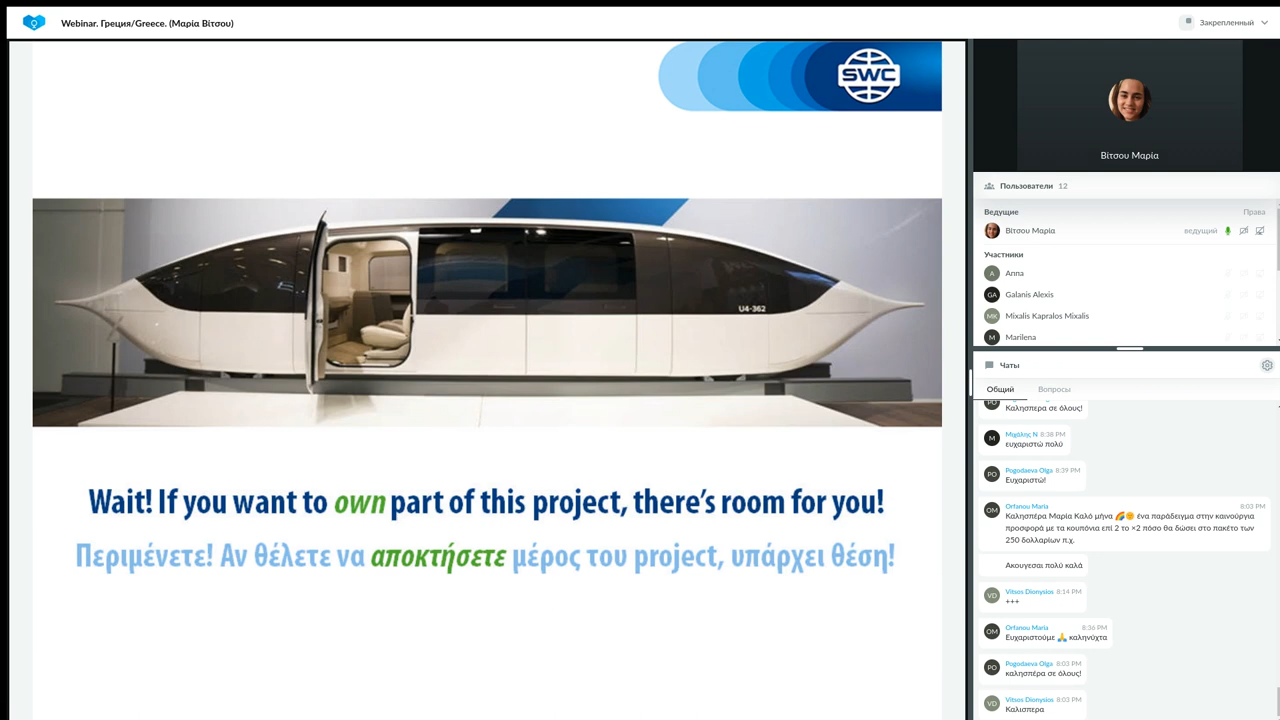 Webinar. Греция/Greece. (Μαρία Βίτσου)
Закрепленный
SWC
U4-362
Wait! If you want to own part of this project, there's room for you!
Περιμένετε! Αν θέλετε να αποκτήσετε μέρος του project, υπάρχει θέση!
Βίτσου Μαρία
Пользователи 12
Ведущие Права
Βίτσου Μαρία ведущий
Участники
A Anna
GA Galanis Alexis
MK Mixalis Kapralos Mixalis
M Marilena
Чаты
Общий Вопросы
Καλησπερα σε όλους!
M Μιχάλης Ν 8:38 PM
ευχαριστώ πολύ
PO Pogodaeva Olga 8:39 PM
Ευχαριστώ!
OM Orfanou Maria 8:03 PM
Καλησπέρα Μαρία Καλό μήνα 🌈🌞 ένα παράδειγμα στην καινούργια
προσφορά με τα κουπόνια επί 2 το ×2 πόσο θα δώσει στο πακέτο των
250 δολλαρίων π.χ.
Ακουγεσαι πολύ καλά
VD Vitsos Dionysios 8:14 PM
+++
OM Orfanou Maria 8:36 PM
Ευχαριστούμε 🙏 καληνύχτα
PO Pogodaeva Olga 8:03 PM
καλησπέρα σε όλους!
VD Vitsos Dionysios 8:03 PM
Καλισπερα